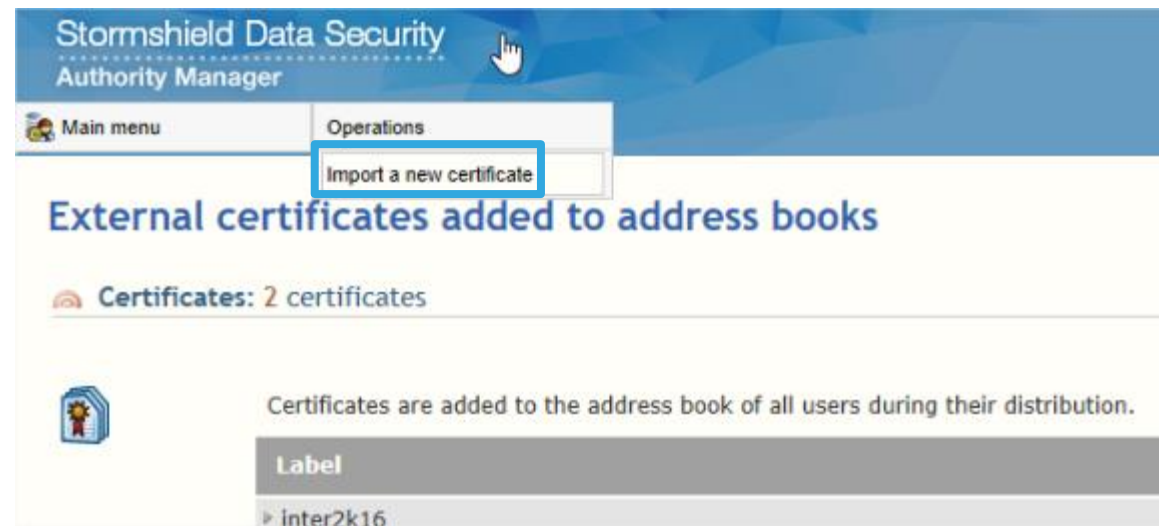 Stormshield Data Security
Authority Manager
Main menu
Operations
Import a new certificate
External certificates added to address books
Certificates: 2 certificates
Certificates are added to the address book of all users during their distribution.
Label
inter2k16